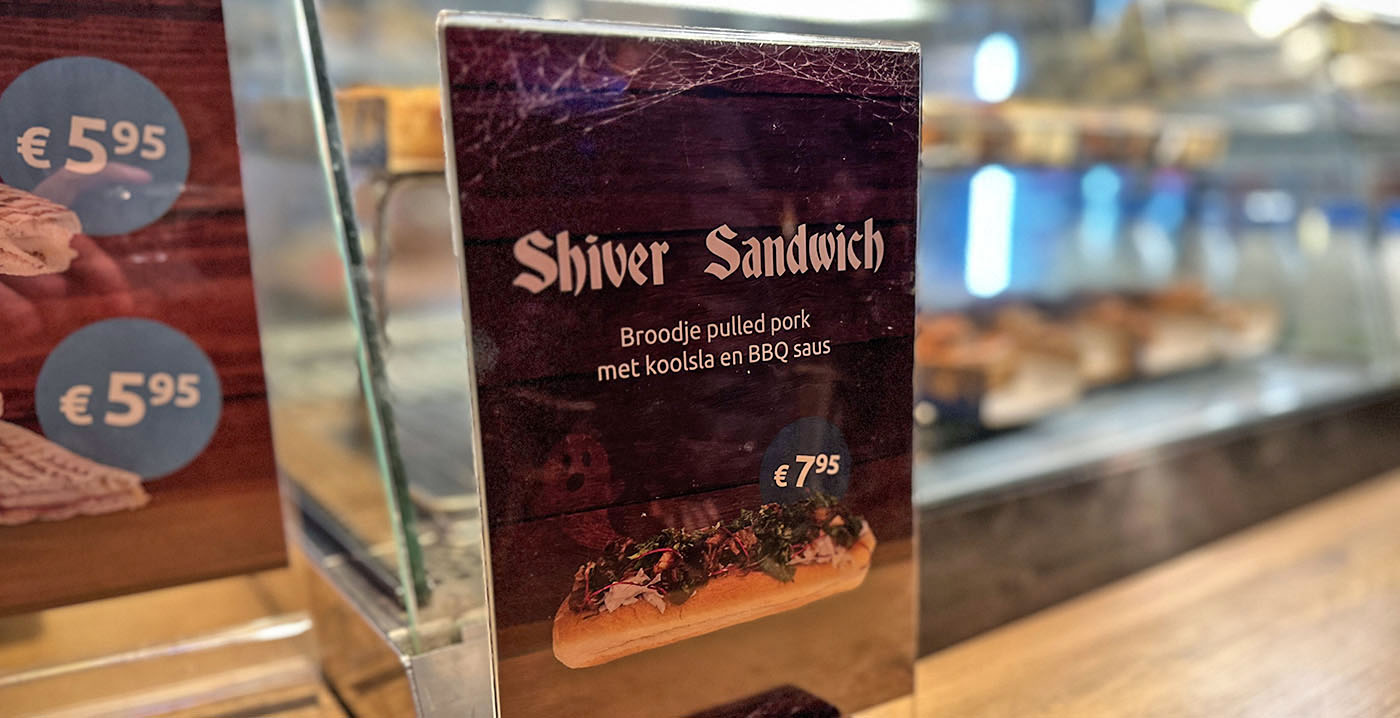 € 5⁹⁵
€ 5⁹⁵
Shiver Sandwich
Broodje pulled pork
met koolsla en BBQ saus
€ 7⁹⁵